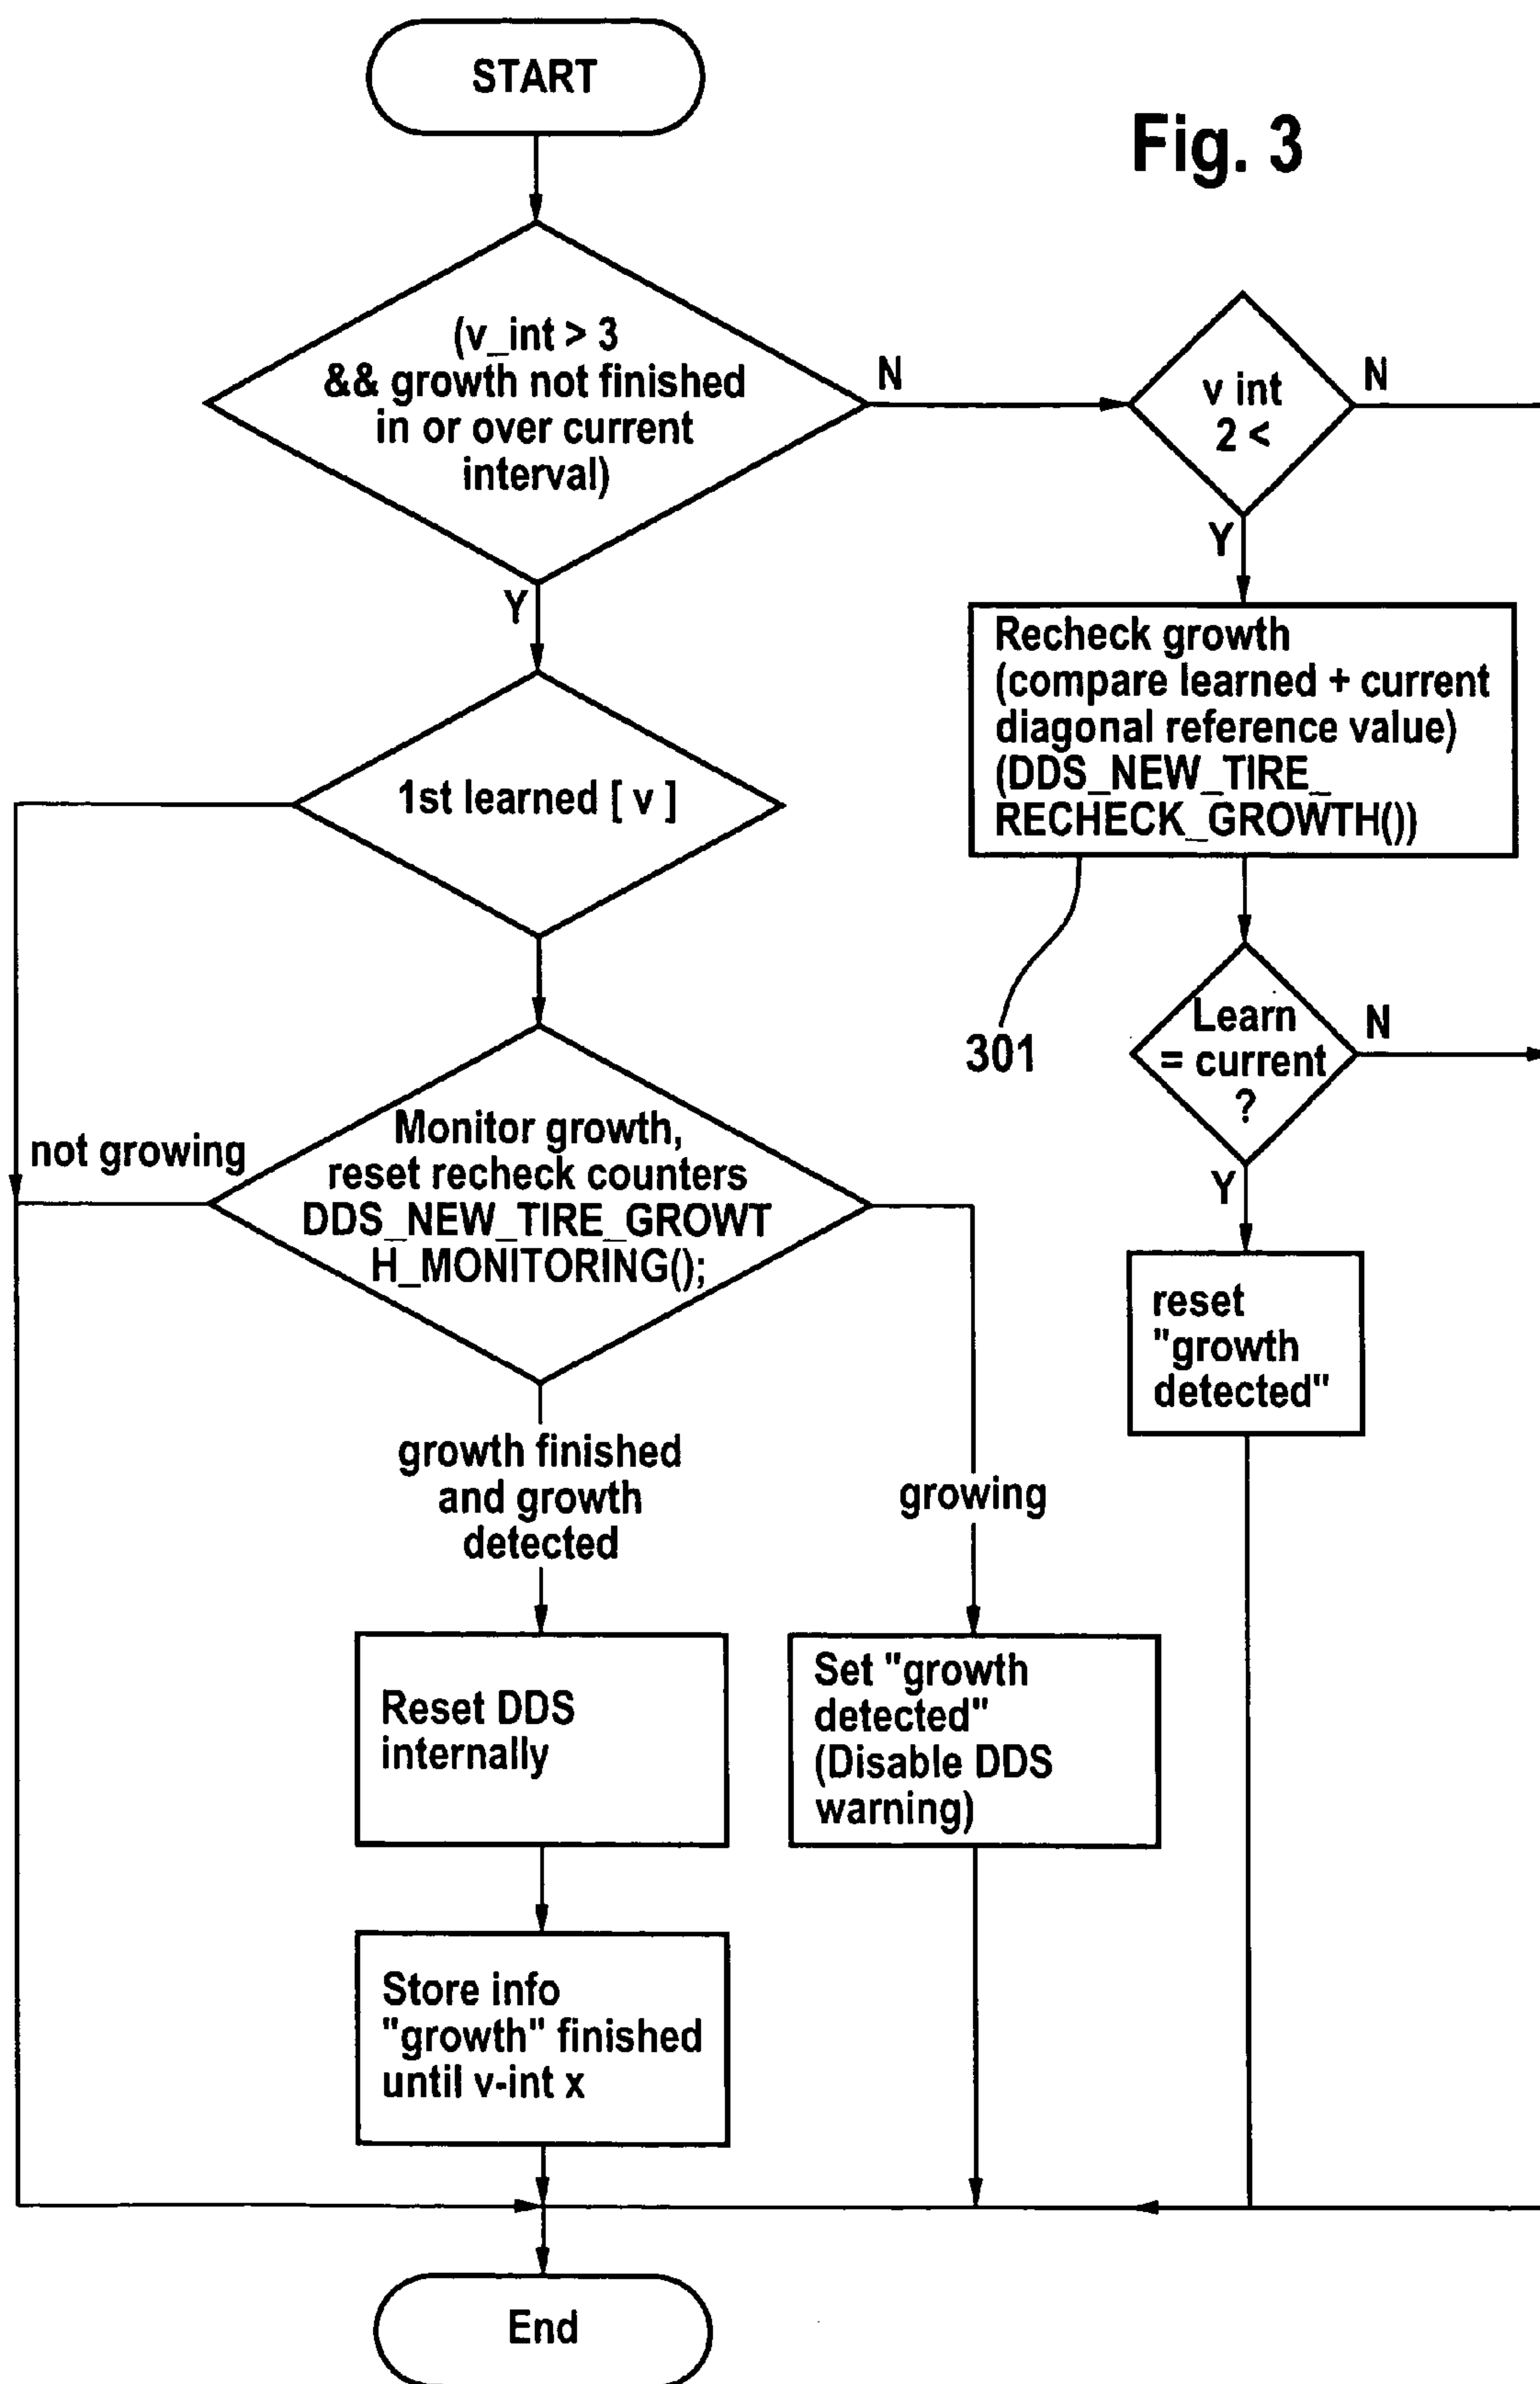 START
Fig. 3
(v_int > 3
&& growth not finished
in or over current
interval)
N
v int
2 <
N
Y
Y
Recheck growth
(compare learned + current
diagonal reference value)
(DDS_NEW_TIRE_
RECHECK_GROWTH())
1st learned [ v ]
301
Learn
= current
?
N
not growing
Monitor growth,
reset recheck counters
DDS_NEW_TIRE_GROWT
H_MONITORING();
Y
reset
"growth
detected"
growth finished
and growth
detected
growing
Reset DDS
internally
Set "growth
detected"
(Disable DDS
warning)
Store info
"growth" finished
until v-int x
End